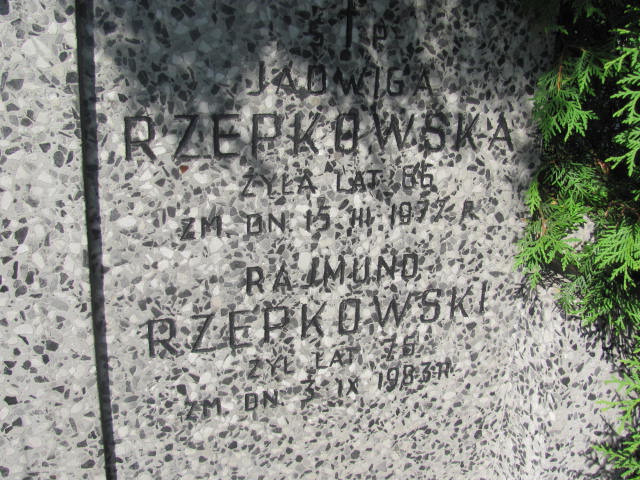 Ś P
JADWIGA
RZEPKOWSKA
ŻYŁA LAT 66
ZM DN 15 III 1977 R
RAJMUND
RZEPKOWSKI
ŻYŁ LAT 76
ZM DN 3 IX 1983 R